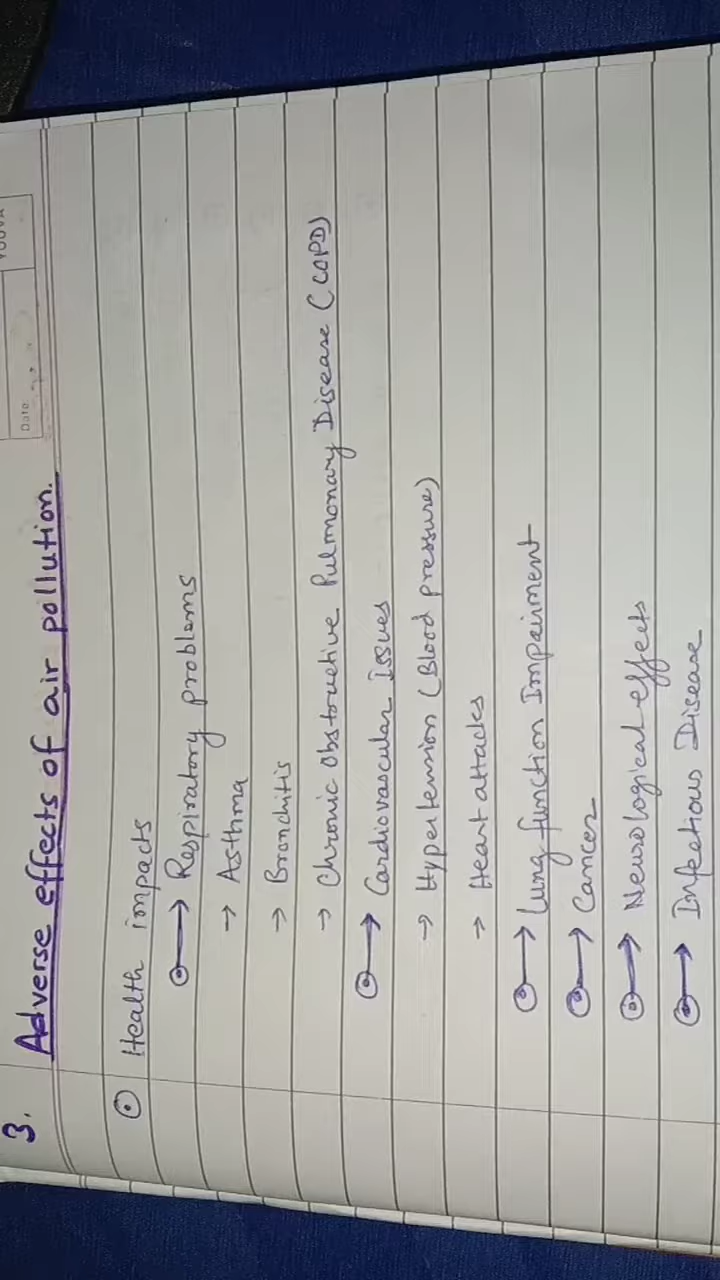 Date:
3. Adverse effects of air pollution.
⊙ Health impacts
⊙→ Respiratory problems
→ Asthma
→ Bronchitis
→ Chronic Obstructive Pulmonary Disease (COPD)
⊙→ Cardiovascular Issues
→ Hypertension (Blood pressure)
→ Heart attacks
⊙→ Lung function Impairment
⊙→ Cancer
⊙→ Neurological effects
⊙→ Infectious Disease